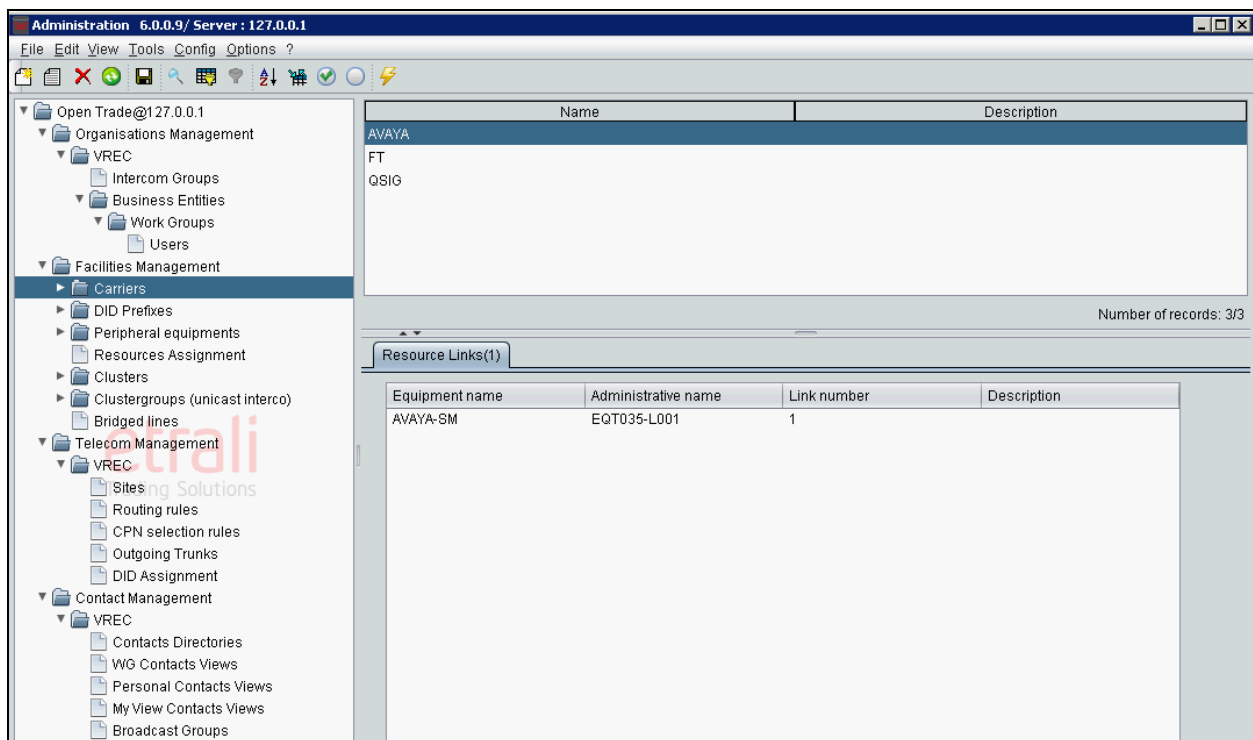 Administration 6.0.0.9/ Server : 127.0.0.1
File Edit View Tools Config Options ?
Open Trade@127.0.0.1
Organisations Management
VREC
Intercom Groups
Business Entities
Work Groups
Users
Facilities Management
Carriers
DID Prefixes
Peripheral equipments
Resources Assignment
Clusters
Clustergroups (unicast interco)
Bridged lines
Telecom Management
VREC
Sites
Routing rules
CPN selection rules
Outgoing Trunks
DID Assignment
Contact Management
VREC
Contacts Directories
WG Contacts Views
Personal Contacts Views
My View Contacts Views
Broadcast Groups
etrali
Trading Solutions
Name Description
AVAYA
FT
QSIG
Number of records: 3/3
Resource Links(1)
Equipment name Administrative name Link number Description
AVAYA-SM EQT035-L001 1